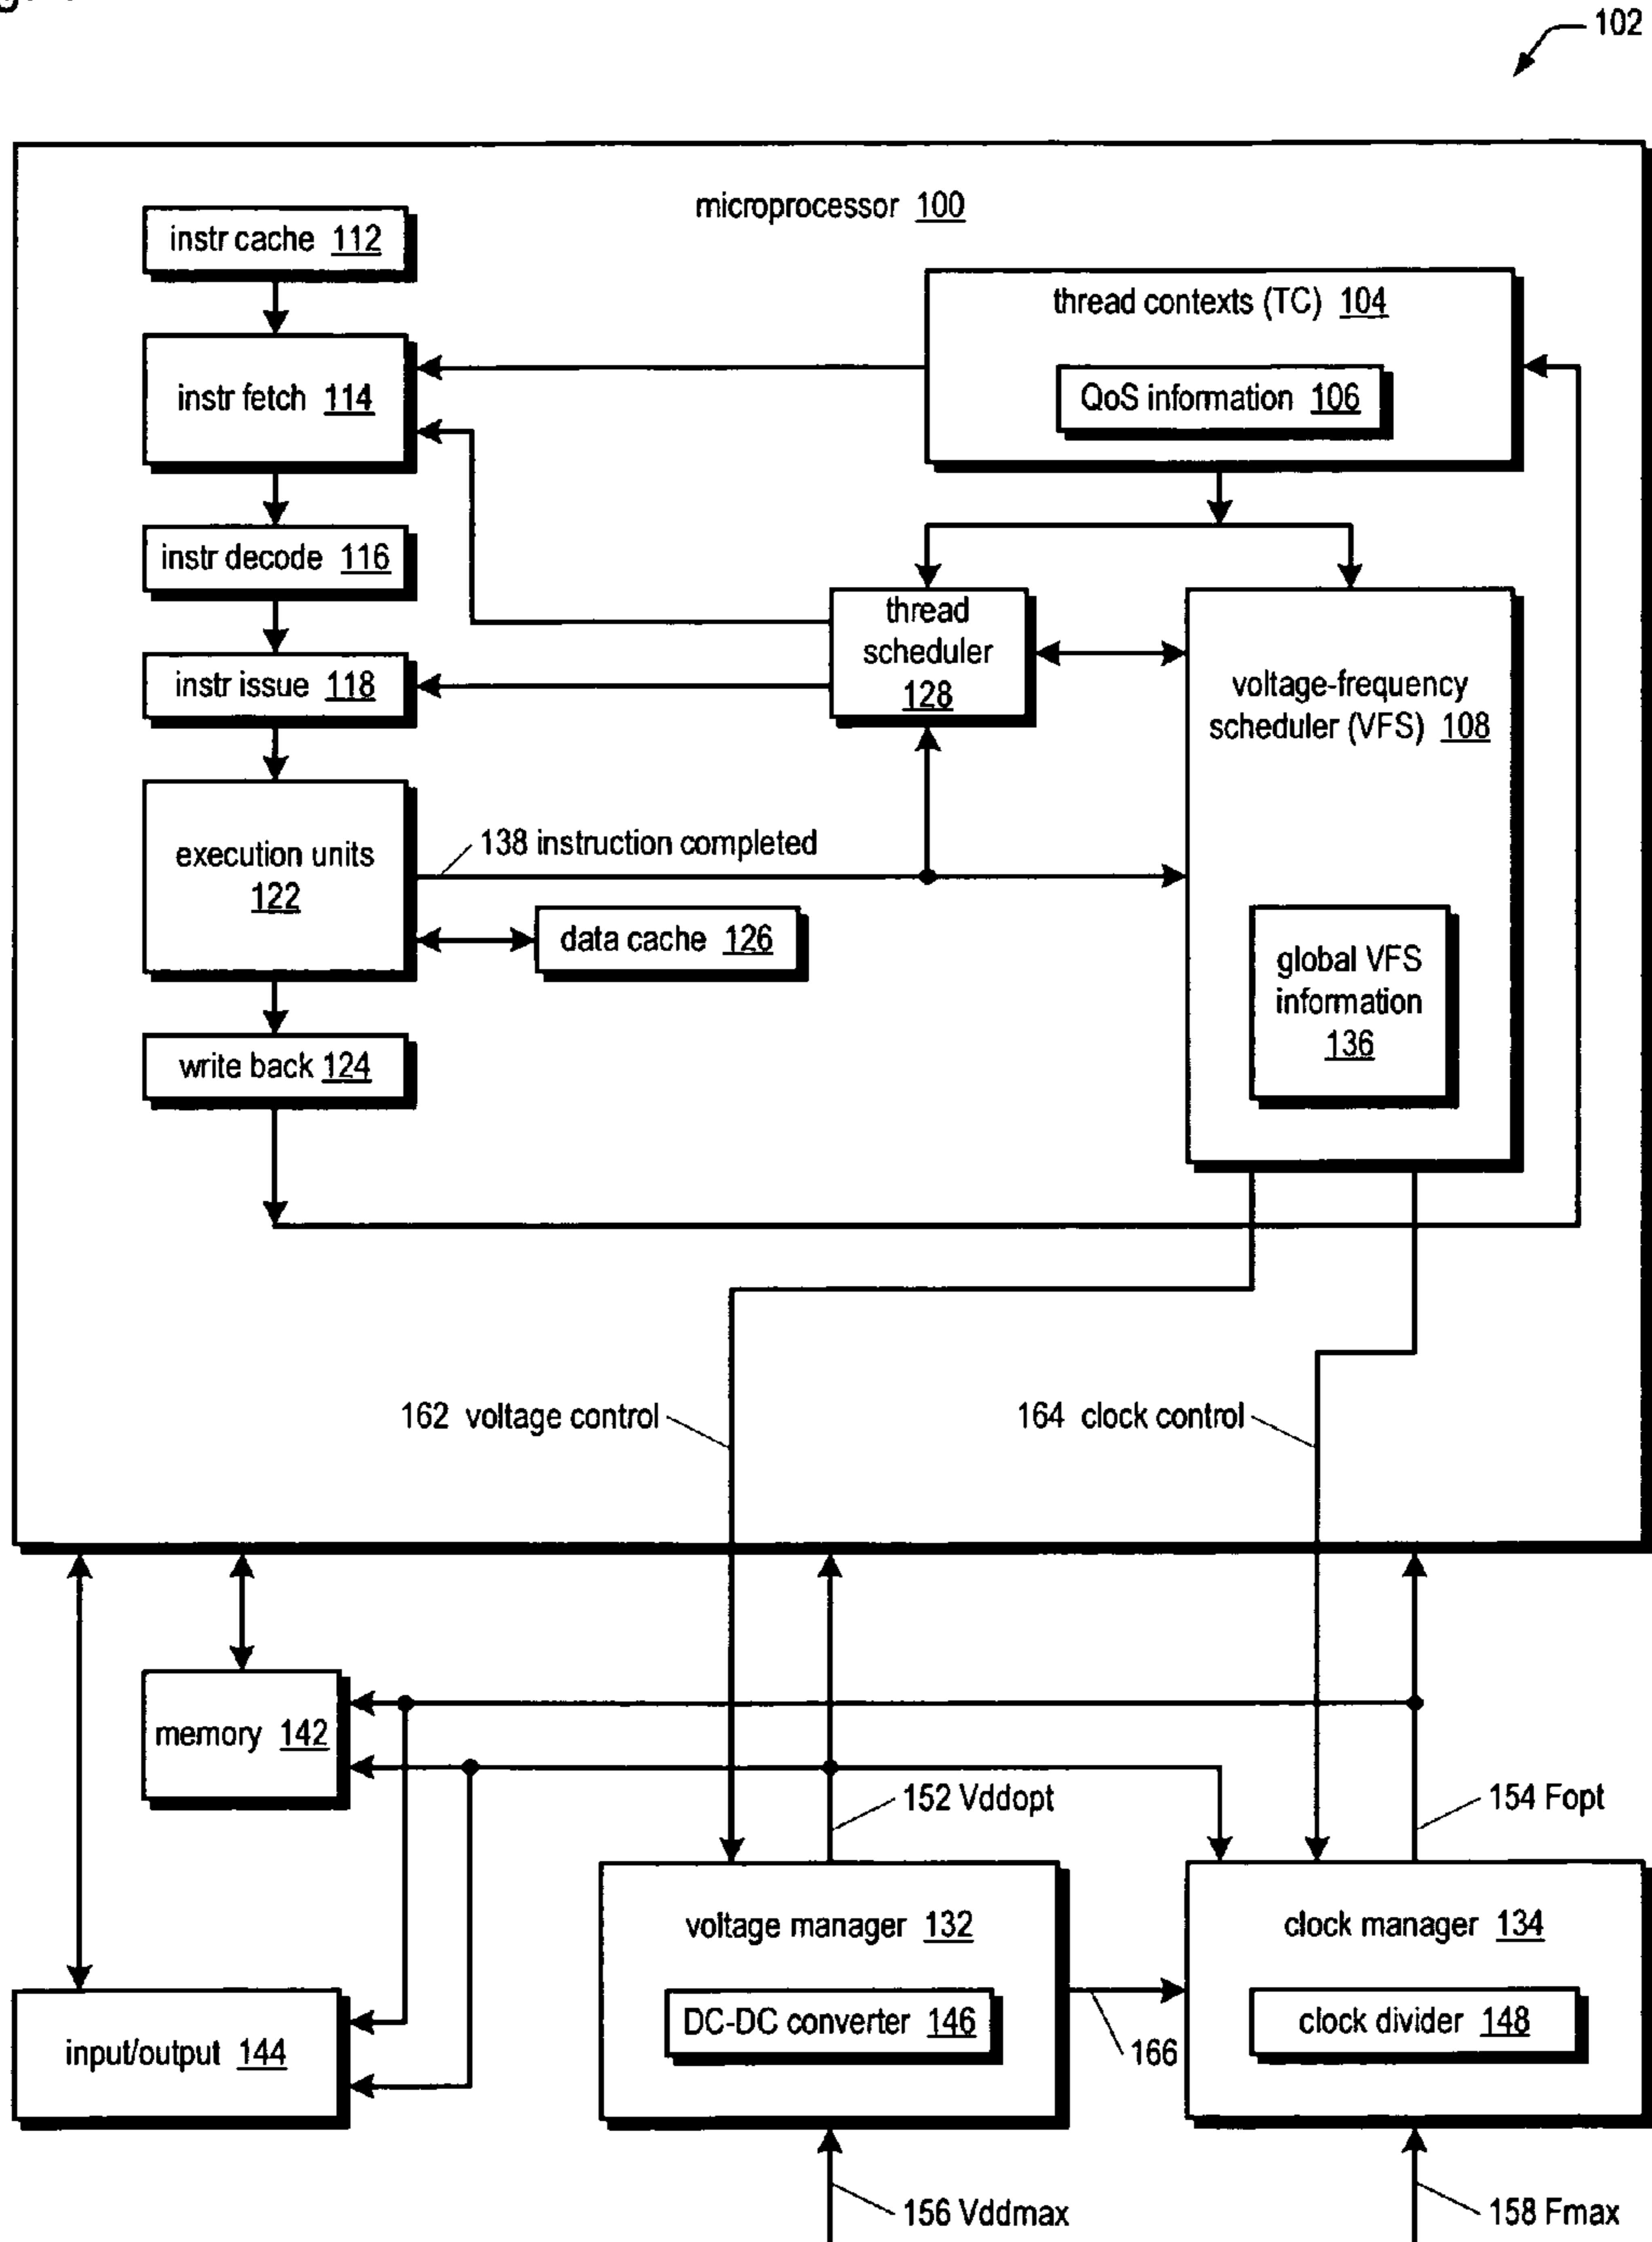 102
microprocessor 100
instr cache 112
thread contexts (TC) 104
QoS information 106
instr fetch 114
instr decode 116
thread
scheduler
128
instr issue 118
voltage-frequency
scheduler (VFS) 108
138 instruction completed
execution units
122
data cache 126
global VFS
information
136
write back 124
162 voltage control
164 clock control
memory 142
152 Vddopt
154 Fopt
voltage manager 132
clock manager 134
DC-DC converter 146
clock divider 148
input/output 144
166
156 Vddmax
158 Fmax